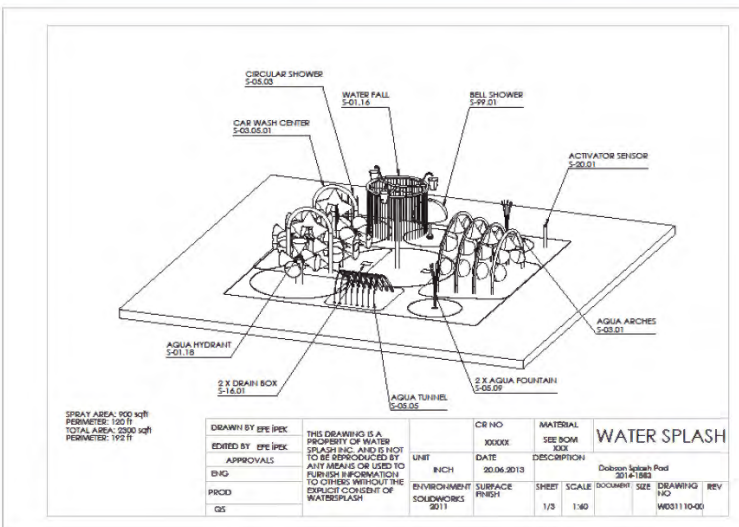 CIRCULAR SHOWER
S-05.03
WATER FALL
S-01.16
BELL SHOWER
S-99.01
CAR WASH CENTER
S-03.05.01
ACTIVATOR SENSOR
S-20.01
AQUA ARCHES
S-03.01
AQUA HYDRANT
S-01.18
2 X DRAIN BOX
S-16.01
AQUA TUNNEL
S-05.05
2 X AQUA FOUNTAIN
S-05.09
SPRAY AREA: 900 sqft
PERIMETER: 120 ft
TOTAL AREA: 2300 sqft
PERIMETER: 192 ft
DRAWN BY EFE İPEK
EDITED BY EFE İPEK
APPROVALS
ENG
PROD
QS
THIS DRAWING IS A
PROPERTY OF WATER
SPLASH INC. AND IS NOT
TO BE REPRODUCED BY
ANY MEANS OR USED TO
FURNISH INFORMATION
TO OTHERS WITHOUT THE
EXPLICIT CONSENT OF
WATERSPLASH
CR NO
XXXXX
MATERIAL
SEE BOM
XXX
WATER SPLASH
UNIT
INCH
DATE
20.06.2013
DESCRIPTION
Dobson Splash Pad
2014-1883
ENVIRONMENT
SOLIDWORKS
2011
SURFACE
FINISH
SHEET
1/3
SCALE
1:60
DOCUMENT
SIZE
DRAWING
NO
W031110-00
REV